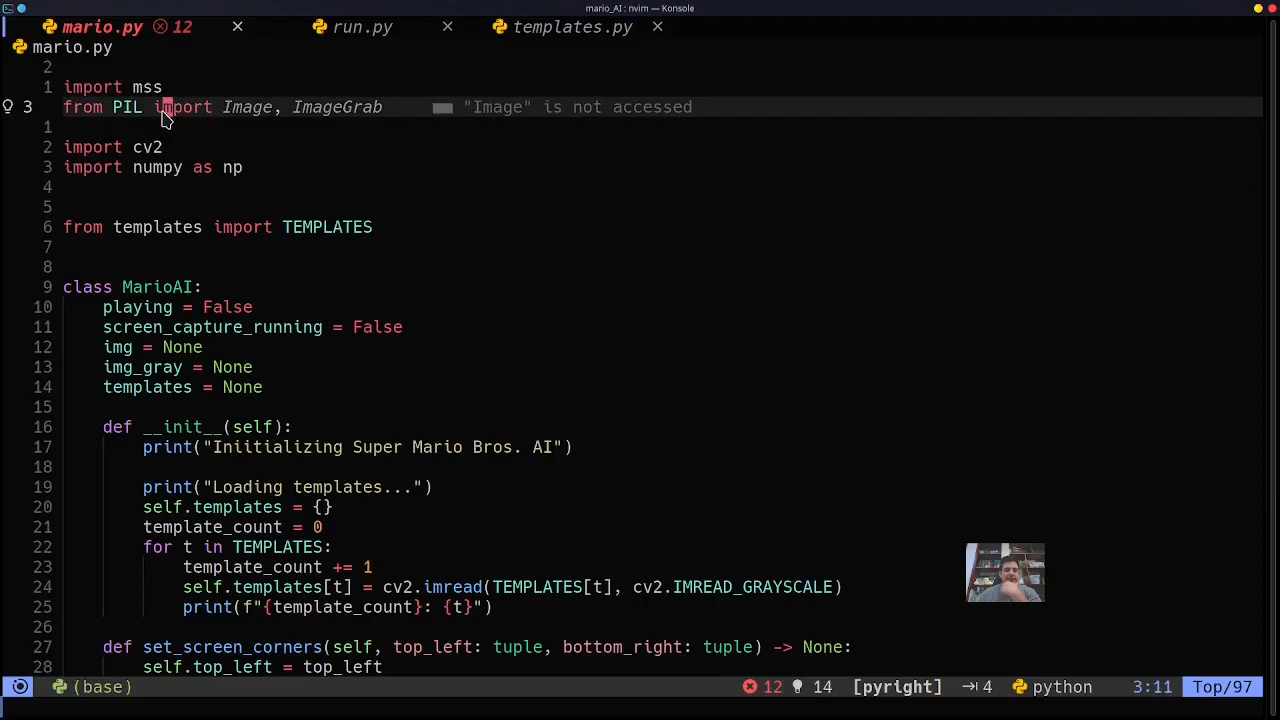 mario_AI : nvim — Konsole
mario.py 12 run.py templates.py
mario.py
2
1 import mss
3 from PIL import Image, ImageGrab "Image" is not accessed
1
2 import cv2
3 import numpy as np
4
5
6 from templates import TEMPLATES
7
8
9 class MarioAI:
10 playing = False
11 screen_capture_running = False
12 img = None
13 img_gray = None
14 templates = None
15
16 def __init__(self):
17 print("Iniitializing Super Mario Bros. AI")
18
19 print("Loading templates...")
20 self.templates = {}
21 template_count = 0
22 for t in TEMPLATES:
23 template_count += 1
24 self.templates[t] = cv2.imread(TEMPLATES[t], cv2.IMREAD_GRAYSCALE)
25 print(f"{template_count}: {t}")
26
27 def set_screen_corners(self, top_left: tuple, bottom_right: tuple) -> None:
28 self.top_left = top_left
(base) 12 14 [pyright] 4 python 3:11 Top/97